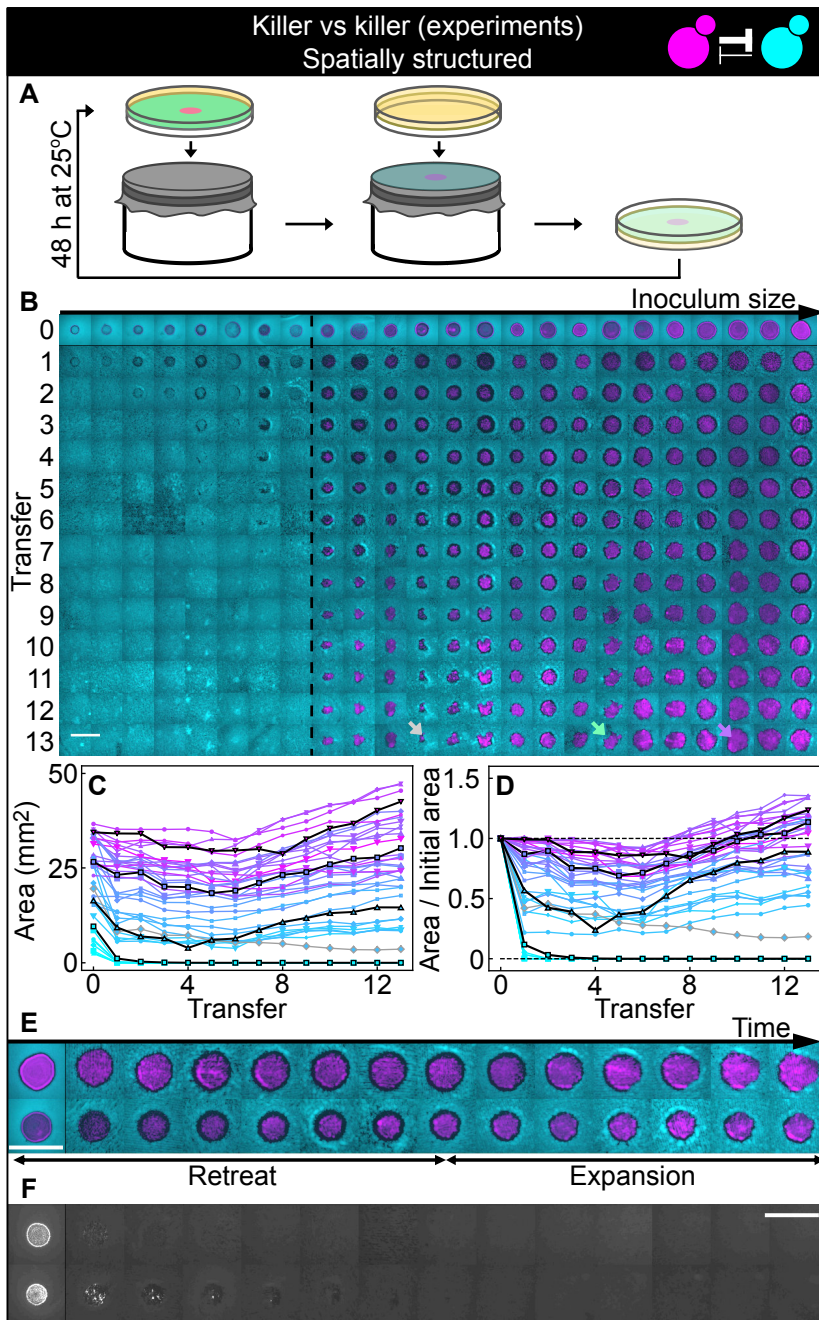 Killer vs killer (experiments)
Spatially structured
A
48 h at 25°C
B
Inoculum size
Transfer
0
1
2
3
4
5
6
7
8
9
10
11
12
13
C
Area (mm²)
50
25
0
0 4 8 12
Transfer
D
Area / Initial area
1.5
1.0
0.5
0
0 4 8 12
Transfer
E
Time
Retreat
Expansion
F